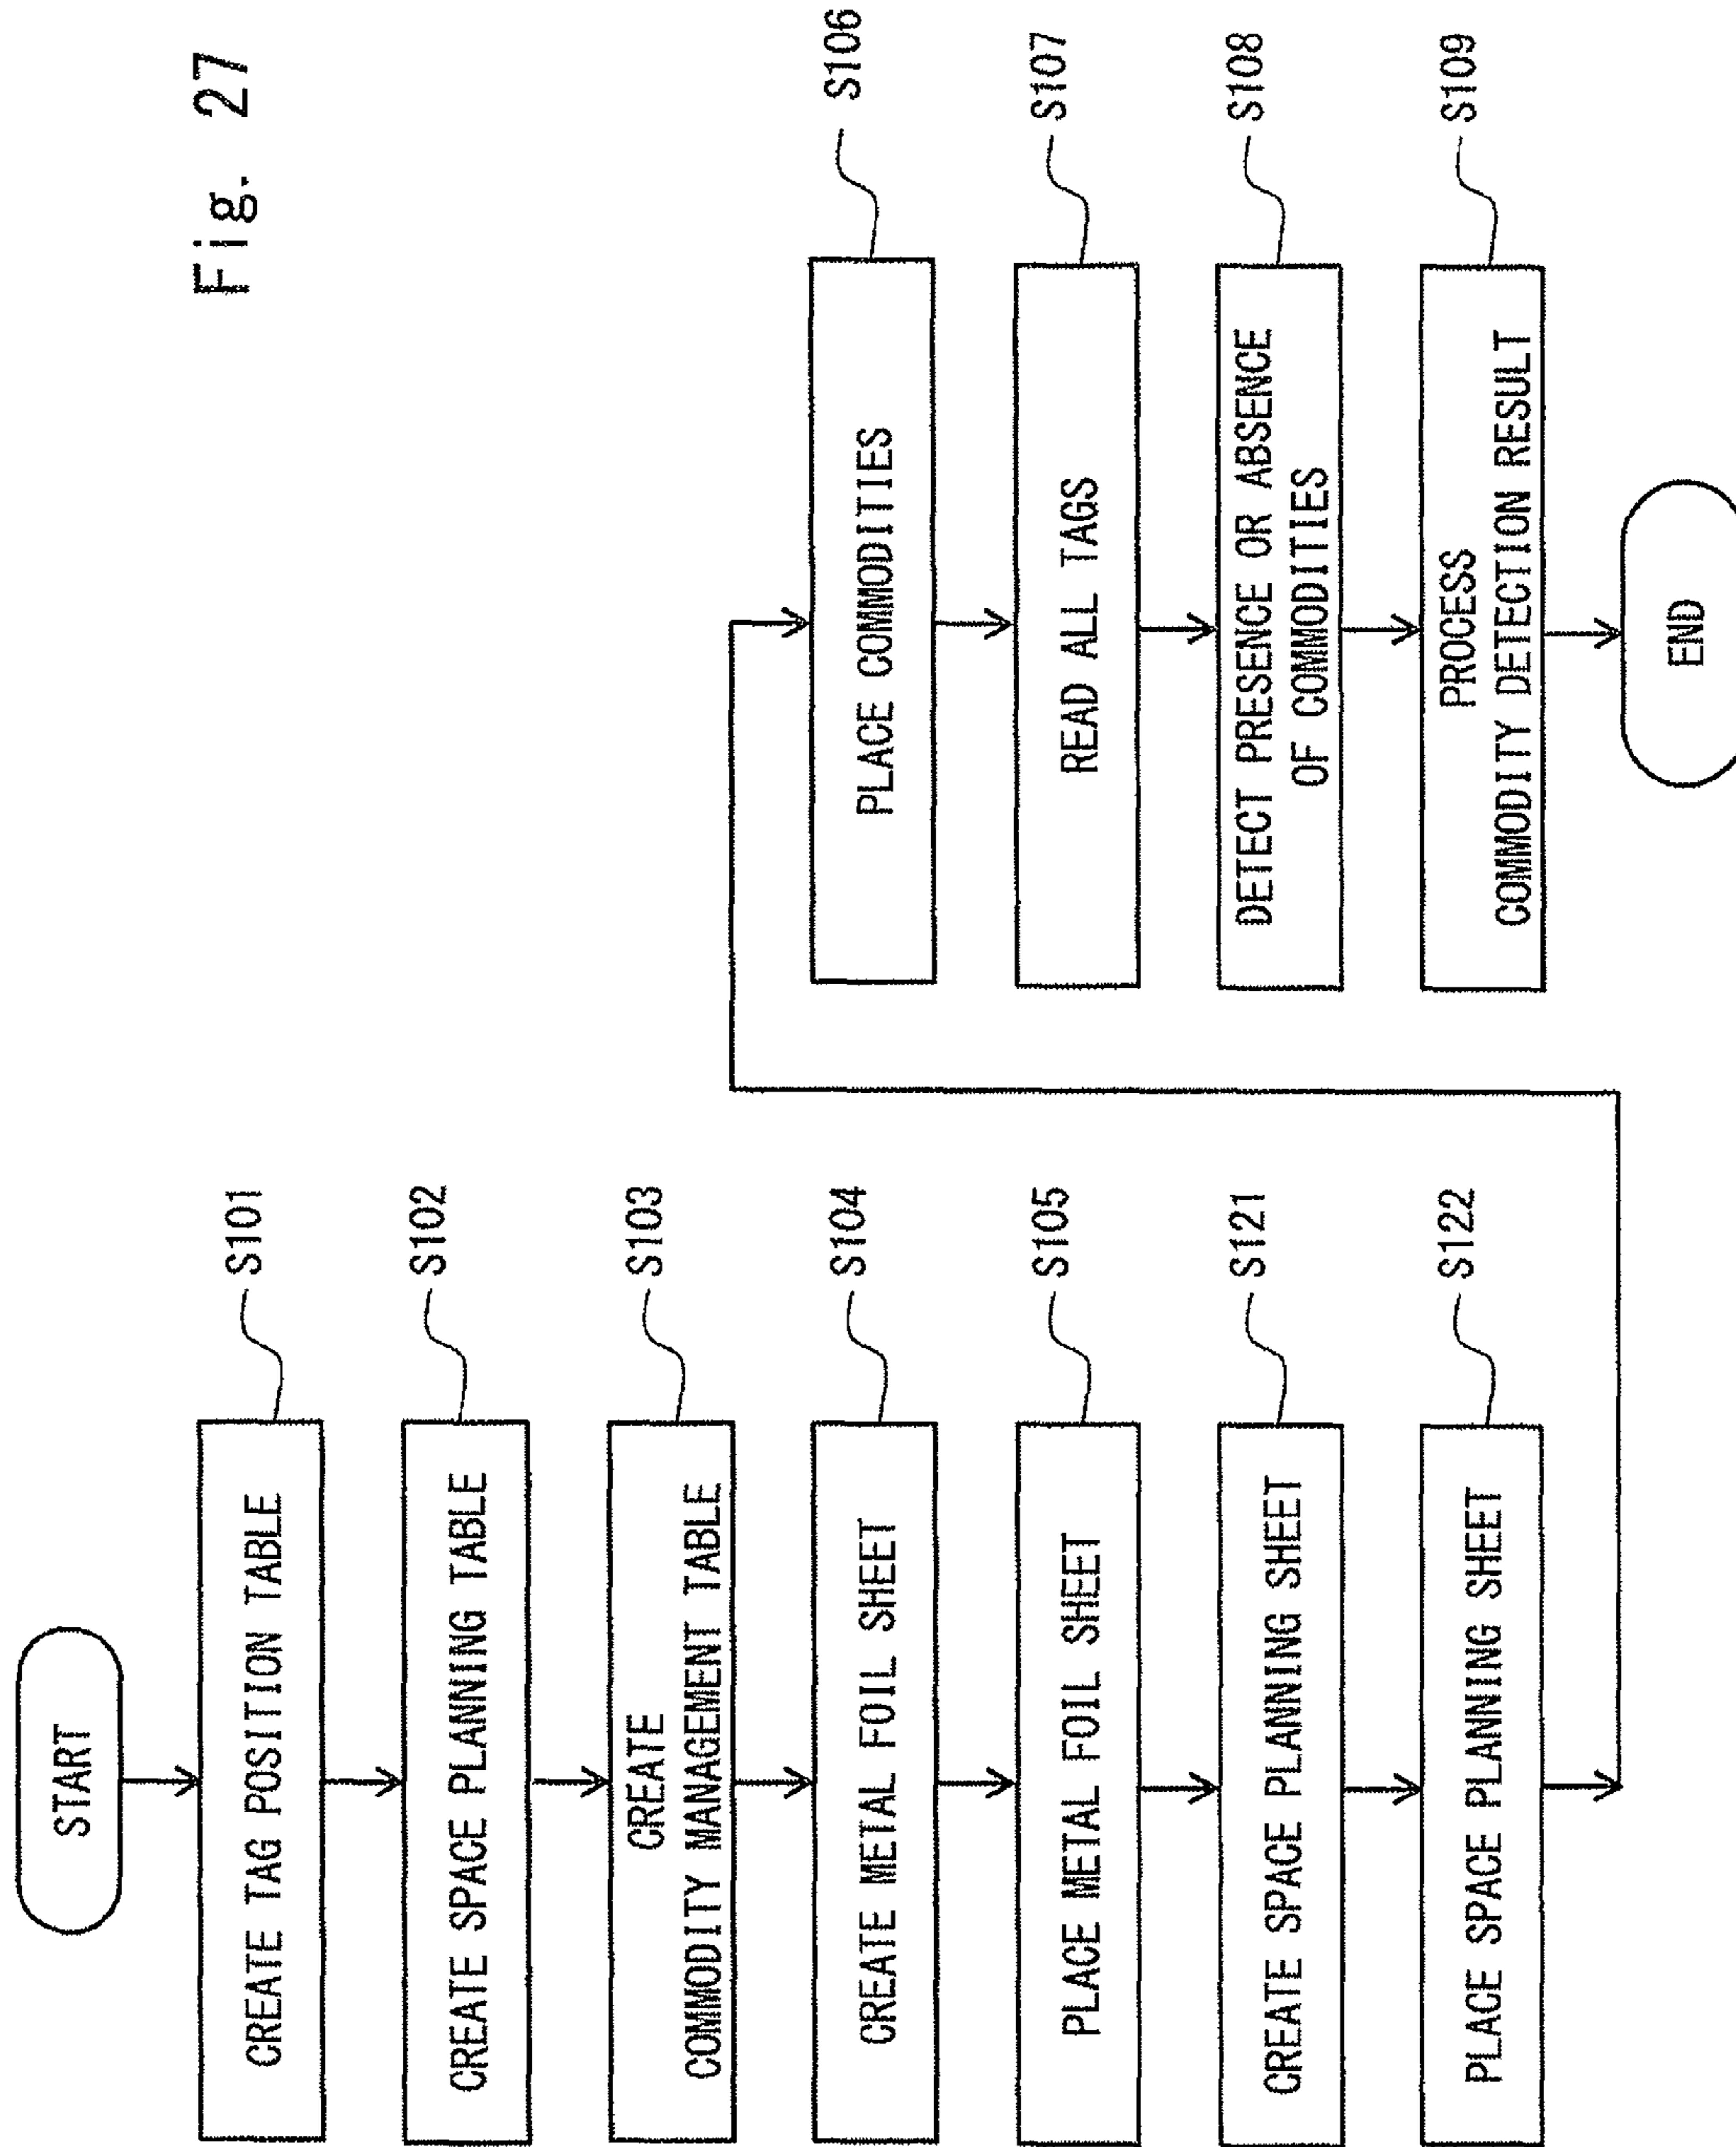 Fig. 27
START
CREATE TAG POSITION TABLE
S101
CREATE SPACE PLANNING TABLE
S102
CREATE
COMMODITY MANAGEMENT TABLE
S103
CREATE METAL FOIL SHEET
S104
PLACE METAL FOIL SHEET
S105
CREATE SPACE PLANNING SHEET
S121
PLACE SPACE PLANNING SHEET
S122
PLACE COMMODITIES
S106
READ ALL TAGS
S107
DETECT PRESENCE OR ABSENCE
OF COMMODITIES
S108
PROCESS
COMMODITY DETECTION RESULT
S109
END